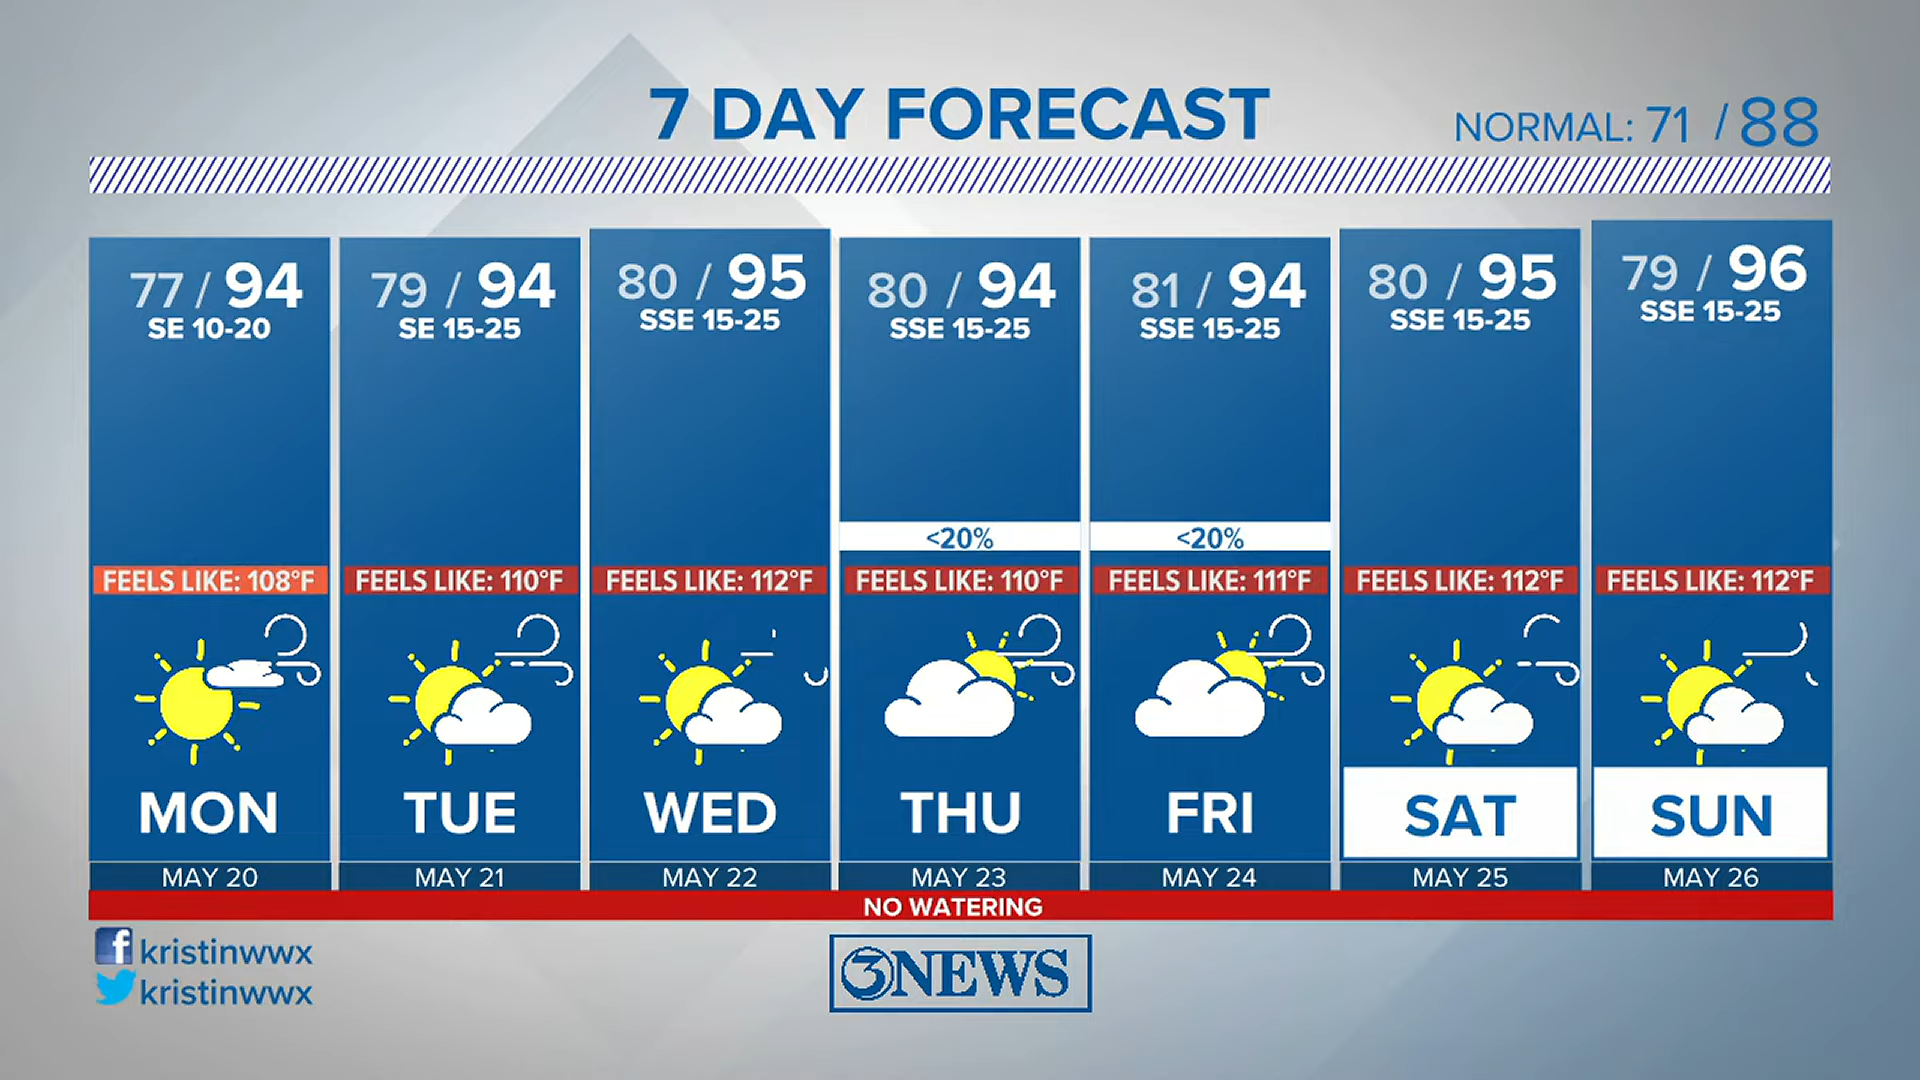 7 DAY FORECAST
NORMAL: 71 / 88
77 / 94
SE 10-20
FEELS LIKE: 108°F
MON
MAY 20
79 / 94
SE 15-25
FEELS LIKE: 110°F
TUE
MAY 21
80 / 95
SSE 15-25
FEELS LIKE: 112°F
WED
MAY 22
80 / 94
SSE 15-25
<20%
FEELS LIKE: 110°F
THU
MAY 23
81 / 94
SSE 15-25
<20%
FEELS LIKE: 111°F
FRI
MAY 24
80 / 95
SSE 15-25
FEELS LIKE: 112°F
SAT
MAY 25
79 / 96
SSE 15-25
FEELS LIKE: 112°F
SUN
MAY 26
NO WATERING
f kristinwwx
kristinwwx
3NEWS